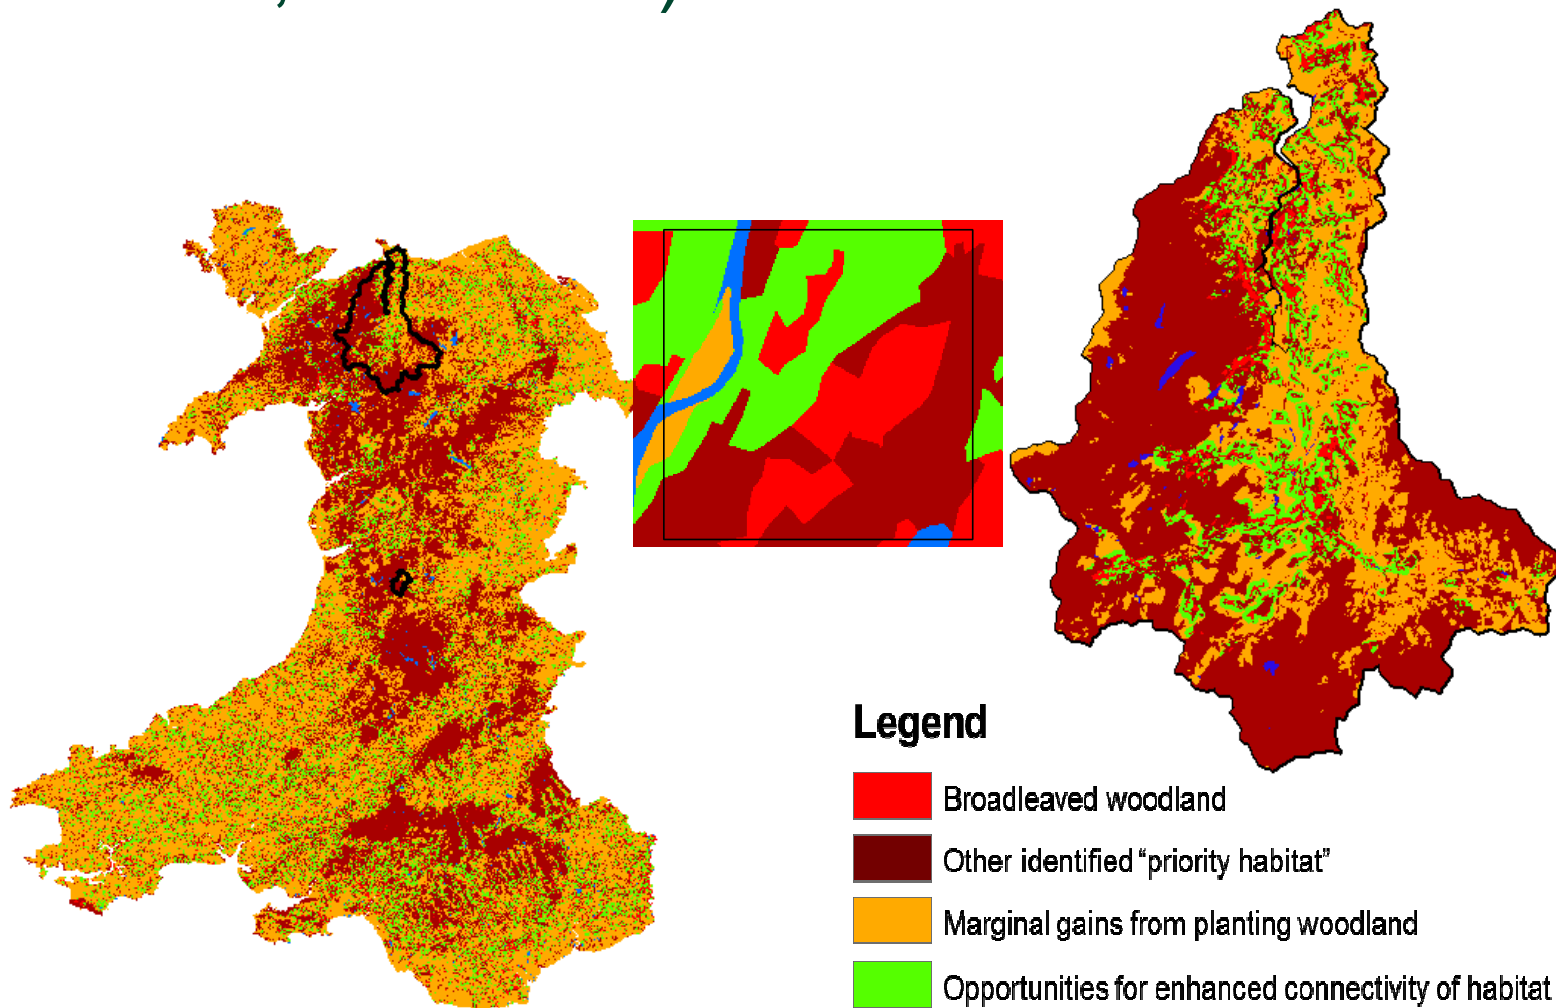 Legend
Broadleaved woodland
Other identified “priority habitat”
Marginal gains from planting woodland
Opportunities for enhanced connectivity of habitat